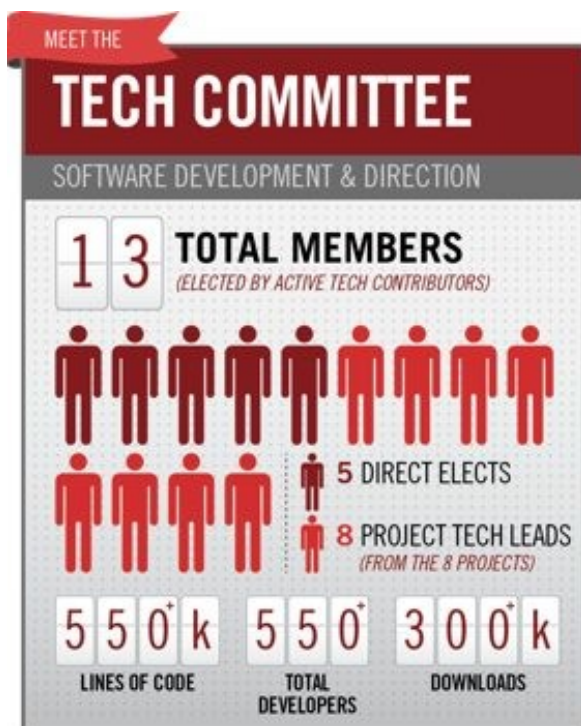 MEET THE
TECH COMMITTEE
SOFTWARE DEVELOPMENT & DIRECTION
13 TOTAL MEMBERS
(ELECTED BY ACTIVE TECH CONTRIBUTORS)
5 DIRECT ELECTS
8 PROJECT TECH LEADS
(FROM THE 8 PROJECTS)
550+k
LINES OF CODE
550+
TOTAL
DEVELOPERS
300+k
DOWNLOADS